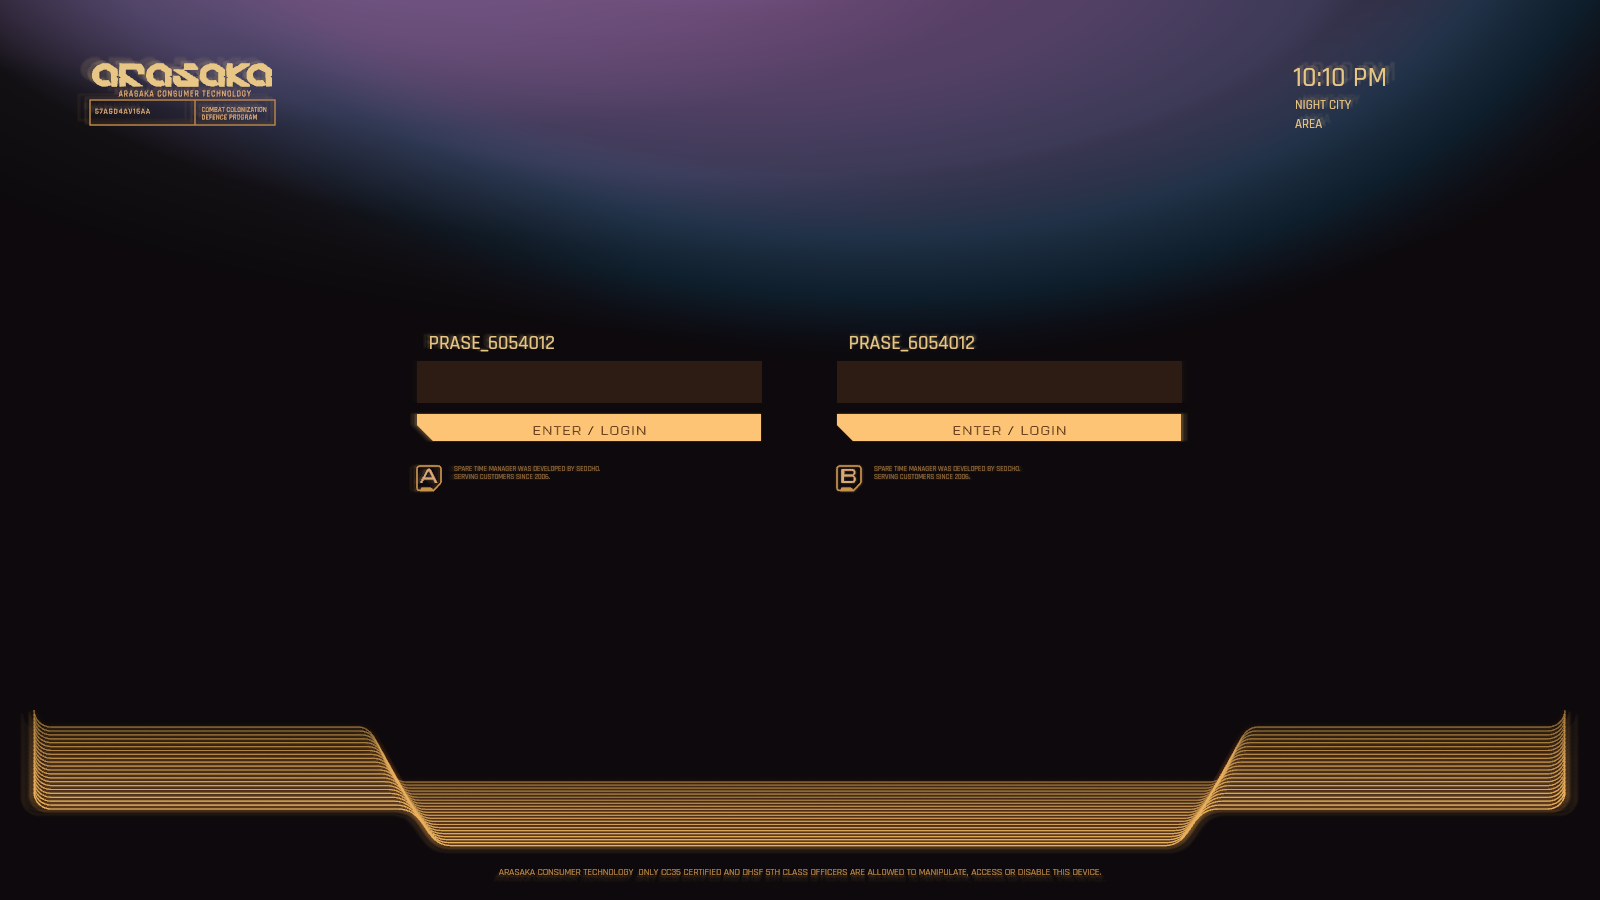 arasaka
ARASAKA CONSUMER TECHNOLOGY
57A5D4AV15AA
COMBAT COLONIZATION
DEFENCE PROGRAM
10:10 PM
NIGHT CITY
AREA
PRASE_6054012
ENTER / LOGIN
A
SPARE TIME MANAGER WAS DEVELOPED BY SEOCHO.
SERVING CUSTOMERS SINCE 2006.
PRASE_6054012
ENTER / LOGIN
B
SPARE TIME MANAGER WAS DEVELOPED BY SEOCHO.
SERVING CUSTOMERS SINCE 2006.
ARASAKA CONSUMER TECHNOLOGY ONLY CC35 CERTIFIED AND DHSF 5TH CLASS OFFICERS ARE ALLOWED TO MANIPULATE, ACCESS OR DISABLE THIS DEVICE.